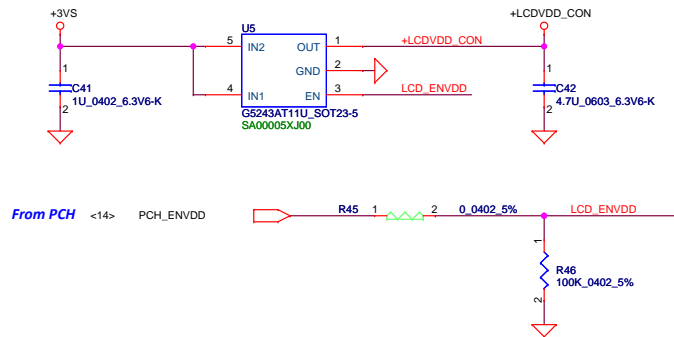 +3VS
+LCDVDD_CON
U5
5 IN2 OUT 1 +LCDVDD_CON
GND 2
4 IN1 EN 3 LCD_ENVDD
1
C41
1U_0402_6.3V6-K
2
G5243AT11U_SOT23-5
SA00005XJ00
1
C42
4.7U_0603_6.3V6-K
2
From PCH <14> PCH_ENVDD R45 1 2 0_0402_5% LCD_ENVDD
1
R46
100K_0402_5%
2